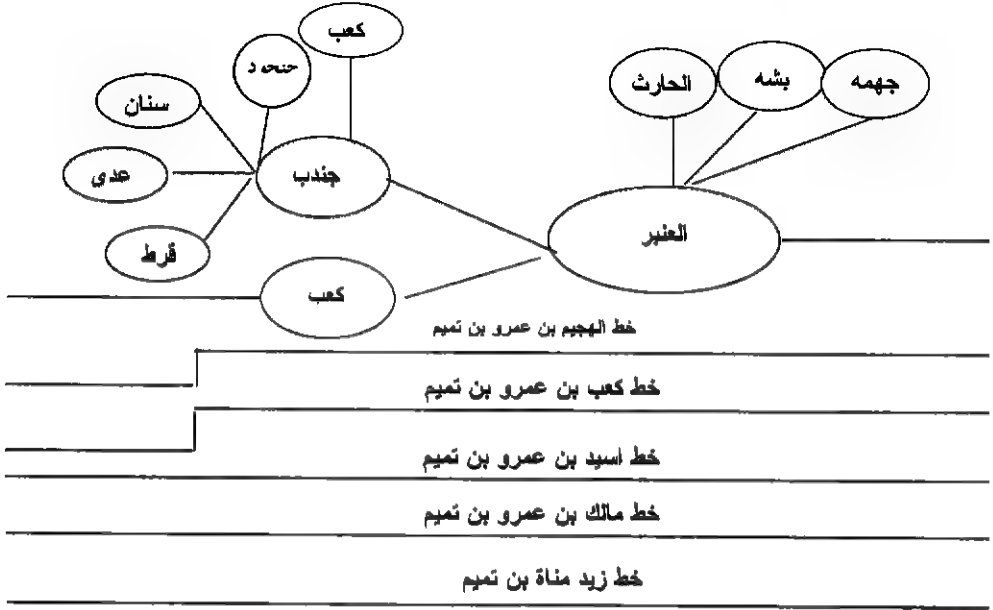 كعب
سنان
عدي
قرط
جندب
كعب
الحارث
بشه
جهمه
العنبر
خط الهجيم بن عمرو بن تميم
خط كعب بن عمرو بن تميم
خط اسيد بن عمرو بن تميم
خط مالك بن عمرو بن تميم
خط زيد مناة بن تميم